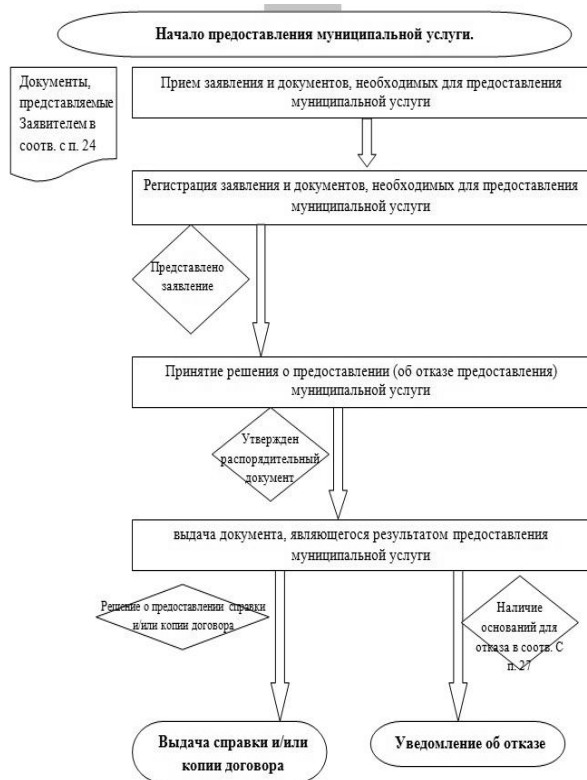 Начало предоставления муниципальной услуги.
Документы,
представляемые
Заявителем в
соотв. с п. 24
Прием заявления и документов, необходимых для предоставления
муниципальной услуги
Регистрация заявления и документов, необходимых для предоставления
муниципальной услуги
Представлено
заявление
Принятие решения о предоставлении (об отказе предоставления)
муниципальной услуги
Утвержден
распорядительный
документ
выдача документа, являющегося результатом предоставления
муниципальной услуги
Решение о предоставлении справки
и/или копии договора
Наличие
оснований для
отказа в соотв. С
п. 27
Выдача справки и/или
копии договора
Уведомление об отказе